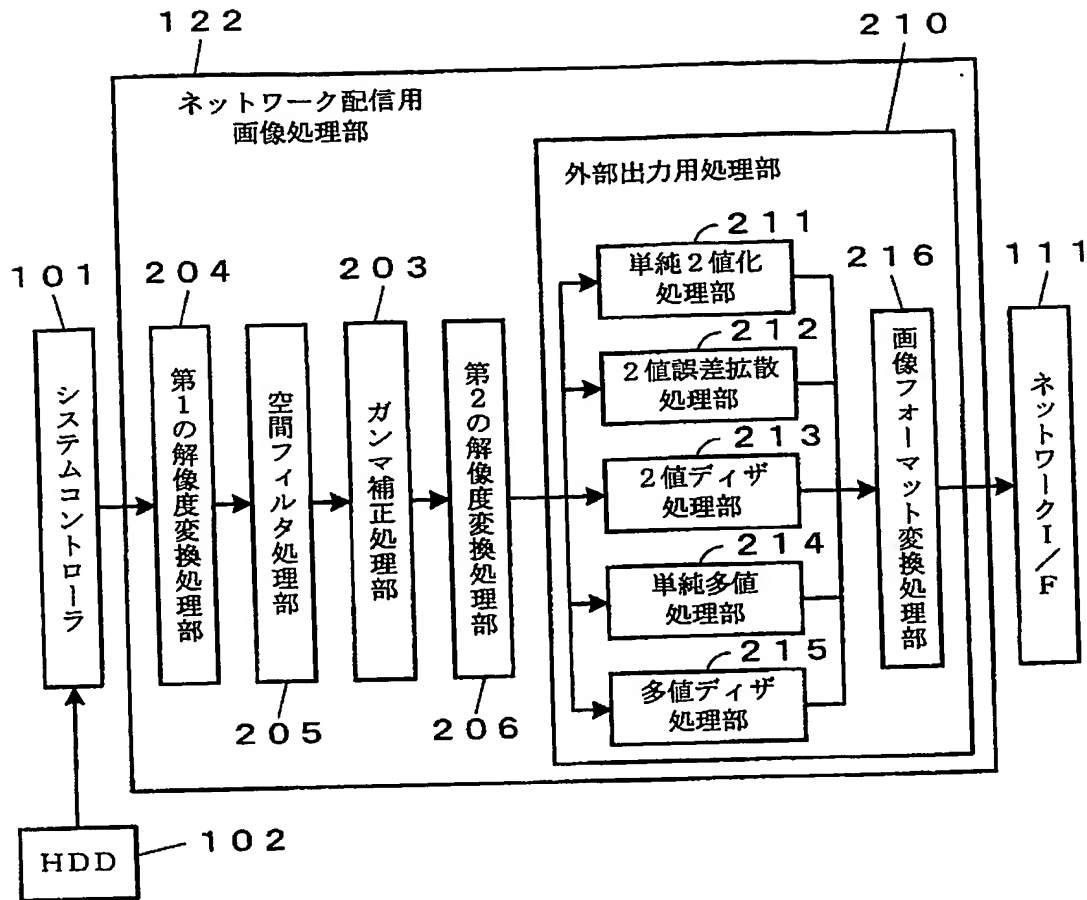 122
210
ネットワーク配信用
画像処理部
外部出力用処理部
101
204
203
211
216
111
システムコントローラ
第1の解像度変換処理部
空間フィルタ処理部
ガンマ補正処理部
第2の解像度変換処理部
単純2値化
処理部
212
2値誤差拡散
処理部
213
2値ディザ
処理部
214
単純多値
処理部
215
多値ディザ
処理部
画像フォーマット変換処理部
ネットワークI/F
205
206
HDD
102